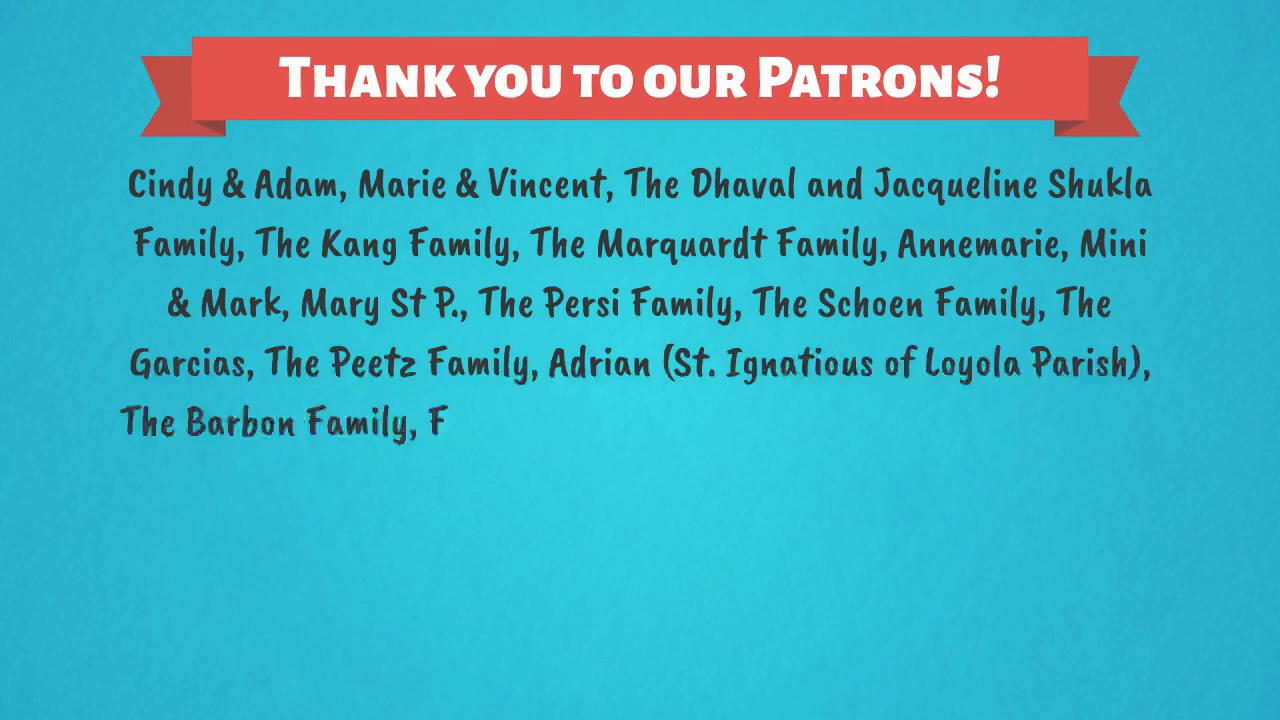 Thank you to our Patrons!
Cindy & Adam, Marie & Vincent, The Dhaval and Jacqueline Shukla
Family, The Kang Family, The Marquardt Family, Annemarie, Mini
& Mark, Mary St P., The Persi Family, The Schoen Family, The
Garcias, The Peetz Family, Adrian (St. Ignatious of Loyola Parish),
The Barbon Family, F